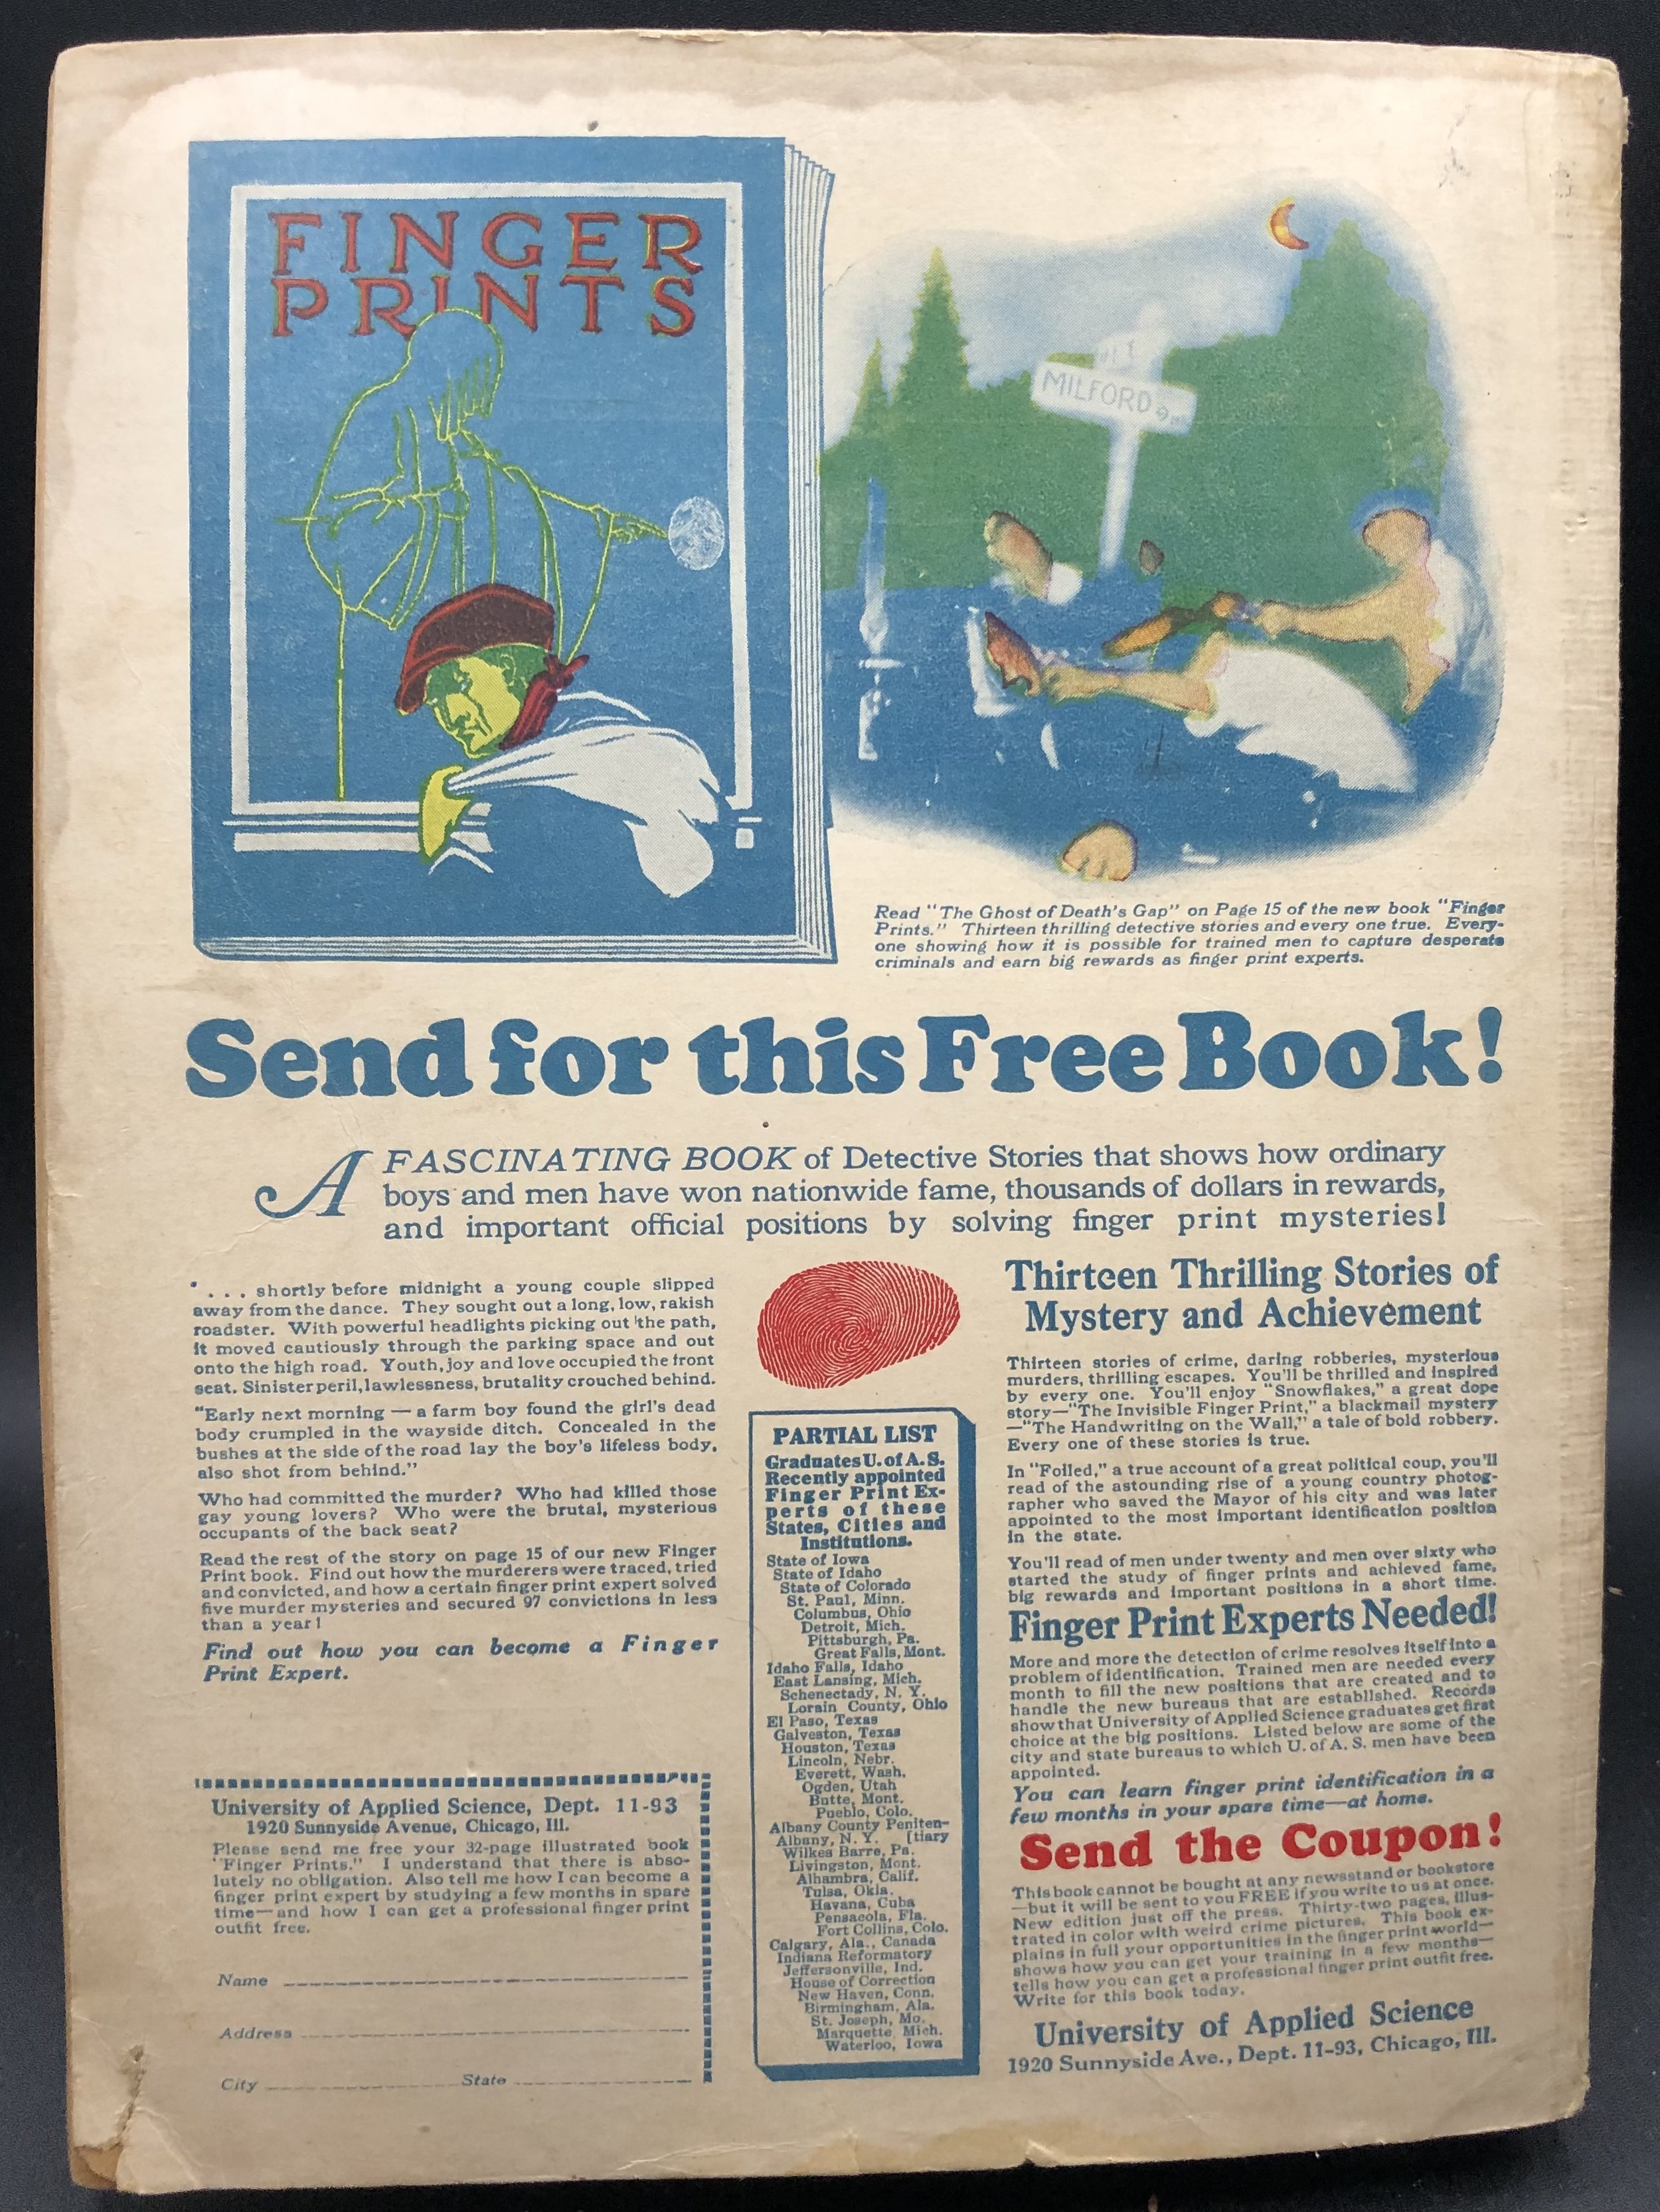 FINGER
PRINTS
MILFORD
Read "The Ghost of Death's Gap" on Page 15 of the new book "Finger
Prints." Thirteen thrilling detective stories and every one true. Every-
one showing how it is possible for trained men to capture desperate
criminals and earn big rewards as finger print experts.
Send for this Free Book!
A FASCINATING BOOK of Detective Stories that shows how ordinary
boys and men have won nationwide fame, thousands of dollars in rewards,
and important official positions by solving finger print mysteries!
" . . . shortly before midnight a young couple slipped
away from the dance. They sought out a long, low, rakish
roadster. With powerful headlights picking out the path,
it moved cautiously through the parking space and out
onto the high road. Youth, joy and love occupied the front
seat. Sinister peril, lawlessness, brutality crouched behind.
"Early next morning — a farm boy found the girl's dead
body crumpled in the wayside ditch. Concealed in the
bushes at the side of the road lay the boy's lifeless body,
also shot from behind."
Who had committed the murder? Who had killed those
gay young lovers? Who were the brutal, mysterious
occupants of the back seat?
Read the rest of the story on page 15 of our new Finger
Print book. Find out how the murderers were traced, tried
and convicted, and how a certain finger print expert solved
five murder mysteries and secured 97 convictions in less
than a year!
Find out how you can become a Finger
Print Expert.
University of Applied Science, Dept. 11-93
1920 Sunnyside Avenue, Chicago, Ill.
Please send me free your 32-page illustrated book
"Finger Prints." I understand that there is abso-
lutely no obligation. Also tell me how I can become a
finger print expert by studying a few months in spare
time—and how I can get a professional finger print
outfit free.
Name
Address
City State
PARTIAL LIST
Graduates U. of A. S.
Recently appointed
Finger Print Ex-
perts of these
States, Cities and
Institutions.
State of Iowa
State of Idaho
State of Colorado
St. Paul, Minn.
Columbus, Ohio
Detroit, Mich.
Pittsburgh, Pa.
Great Falls, Mont.
Idaho Falls, Idaho
East Lansing, Mich.
Schenectady, N. Y.
Lorain County, Ohio
El Paso, Texas
Galveston, Texas
Houston, Texas
Lincoln, Nebr.
Everett, Wash.
Ogden, Utah
Butte, Mont.
Pueblo, Colo.
Albany County Peniten-
Albany, N. Y. [tiary
Wilkes Barre, Pa.
Livingston, Mont.
Alhambra, Calif.
Tulsa, Okla.
Havana, Cuba
Pensacola, Fla.
Fort Collins, Colo.
Calgary, Ala., Canada
Indiana Reformatory
Jeffersonville, Ind.
House of Correction
New Haven, Conn.
Birmingham, Ala.
St. Joseph, Mo.
Marquette, Mich.
Waterloo, Iowa
Thirteen Thrilling Stories of
Mystery and Achievement
Thirteen stories of crime, daring robberies, mysterious
murders, thrilling escapes. You'll be thrilled and inspired
by every one. You'll enjoy "Snowflakes," a great dope
story—"The Invisible Finger Print," a blackmail mystery
—"The Handwriting on the Wall," a tale of bold robbery.
Every one of these stories is true.
In "Foiled," a true account of a great political coup, you'll
read of the astounding rise of a young country photog-
rapher who saved the Mayor of his city and was later
appointed to the most important identification position
in the state.
You'll read of men under twenty and men over sixty who
started the study of finger prints and achieved fame,
big rewards and important positions in a short time.
Finger Print Experts Needed!
More and more the detection of crime resolves itself into a
problem of identification. Trained men are needed every
month to fill the new positions that are created and to
handle the new bureaus that are established. Records
show that University of Applied Science graduates get first
choice at the big positions. Listed below are some of the
city and state bureaus to which U. of A. S. men have been
appointed.
You can learn finger print identification in a
few months in your spare time—at home.
Send the Coupon!
This book cannot be bought at any newsstand or bookstore
—but it will be sent to you FREE if you write to us at once.
New edition just off the press. Thirty-two pages, illus-
trated in color with weird crime pictures. This book ex-
plains in full your opportunities in the finger print world—
shows how you can get your training in a few months—
tells how you can get a professional finger print outfit free.
Write for this book today.
University of Applied Science
1920 Sunnyside Ave., Dept. 11-93, Chicago, Ill.